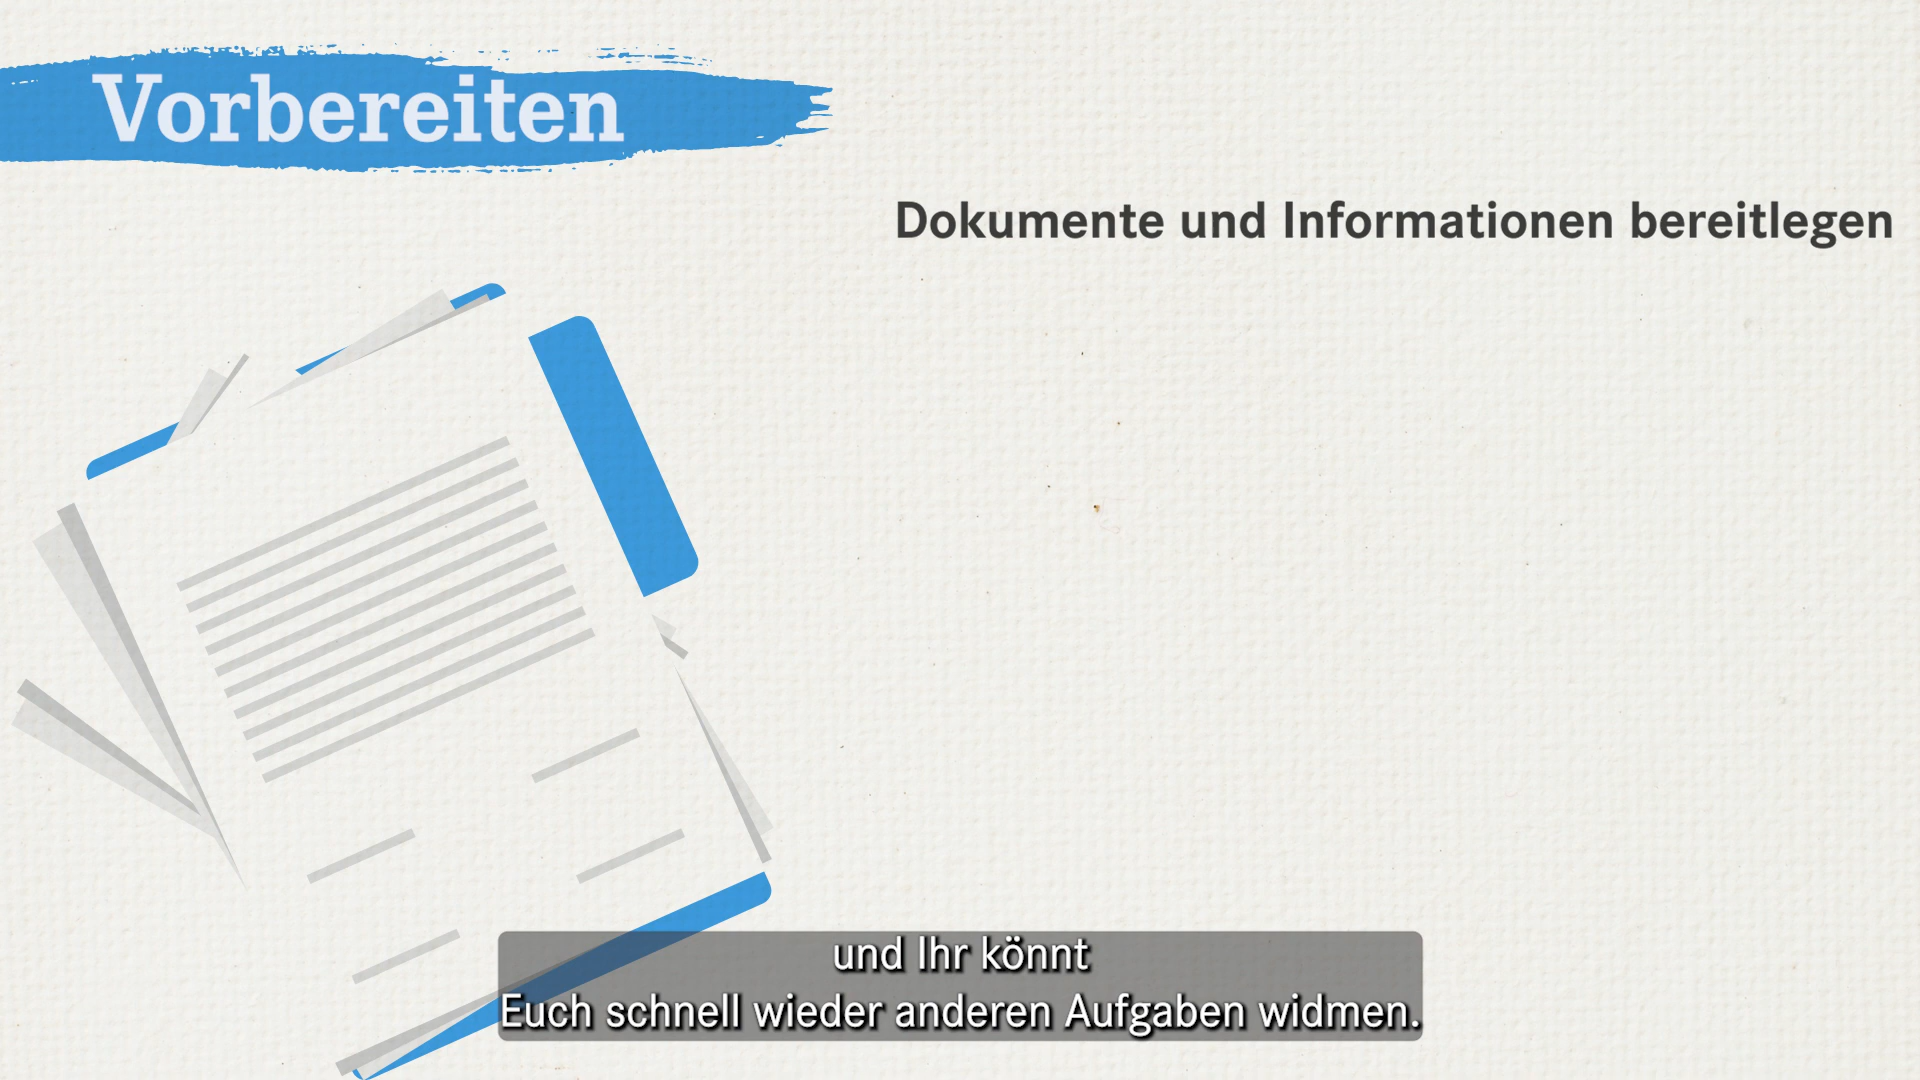 Vorbereiten
Dokumente und Informationen bereitlegen
und Ihr könnt
Euch schnell wieder anderen Aufgaben widmen.